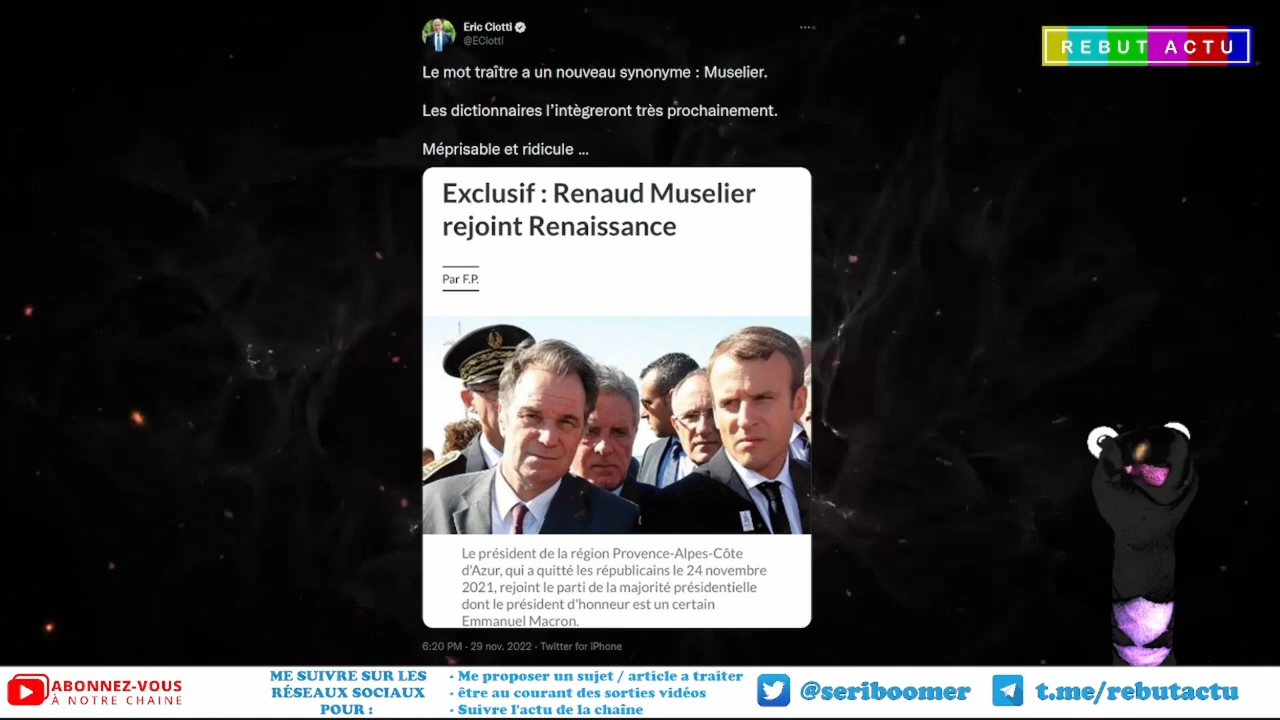 Eric Ciotti
@ECiotti
REBUT ACTU
Le mot traître a un nouveau synonyme : Muselier.
Les dictionnaires l'intègreront très prochainement.
Méprisable et ridicule ...
Exclusif : Renaud Muselier
rejoint Renaissance
Par F.P.
Le président de la région Provence-Alpes-Côte
d'Azur, qui a quitté les républicains le 24 novembre
2021, rejoint le parti de la majorité présidentielle
dont le président d'honneur est un certain
Emmanuel Macron.
6:20 PM · 29 nov. 2022 · Twitter for iPhone
ABONNEZ-VOUS
À NOTRE CHAINE
ME SUIVRE SUR LES
RÉSEAUX SOCIAUX
POUR :
· Me proposer un sujet / article a traiter
· être au courant des sorties vidéos
· Suivre l'actu de la chaîne
@seriboomer
t.me/rebutactu